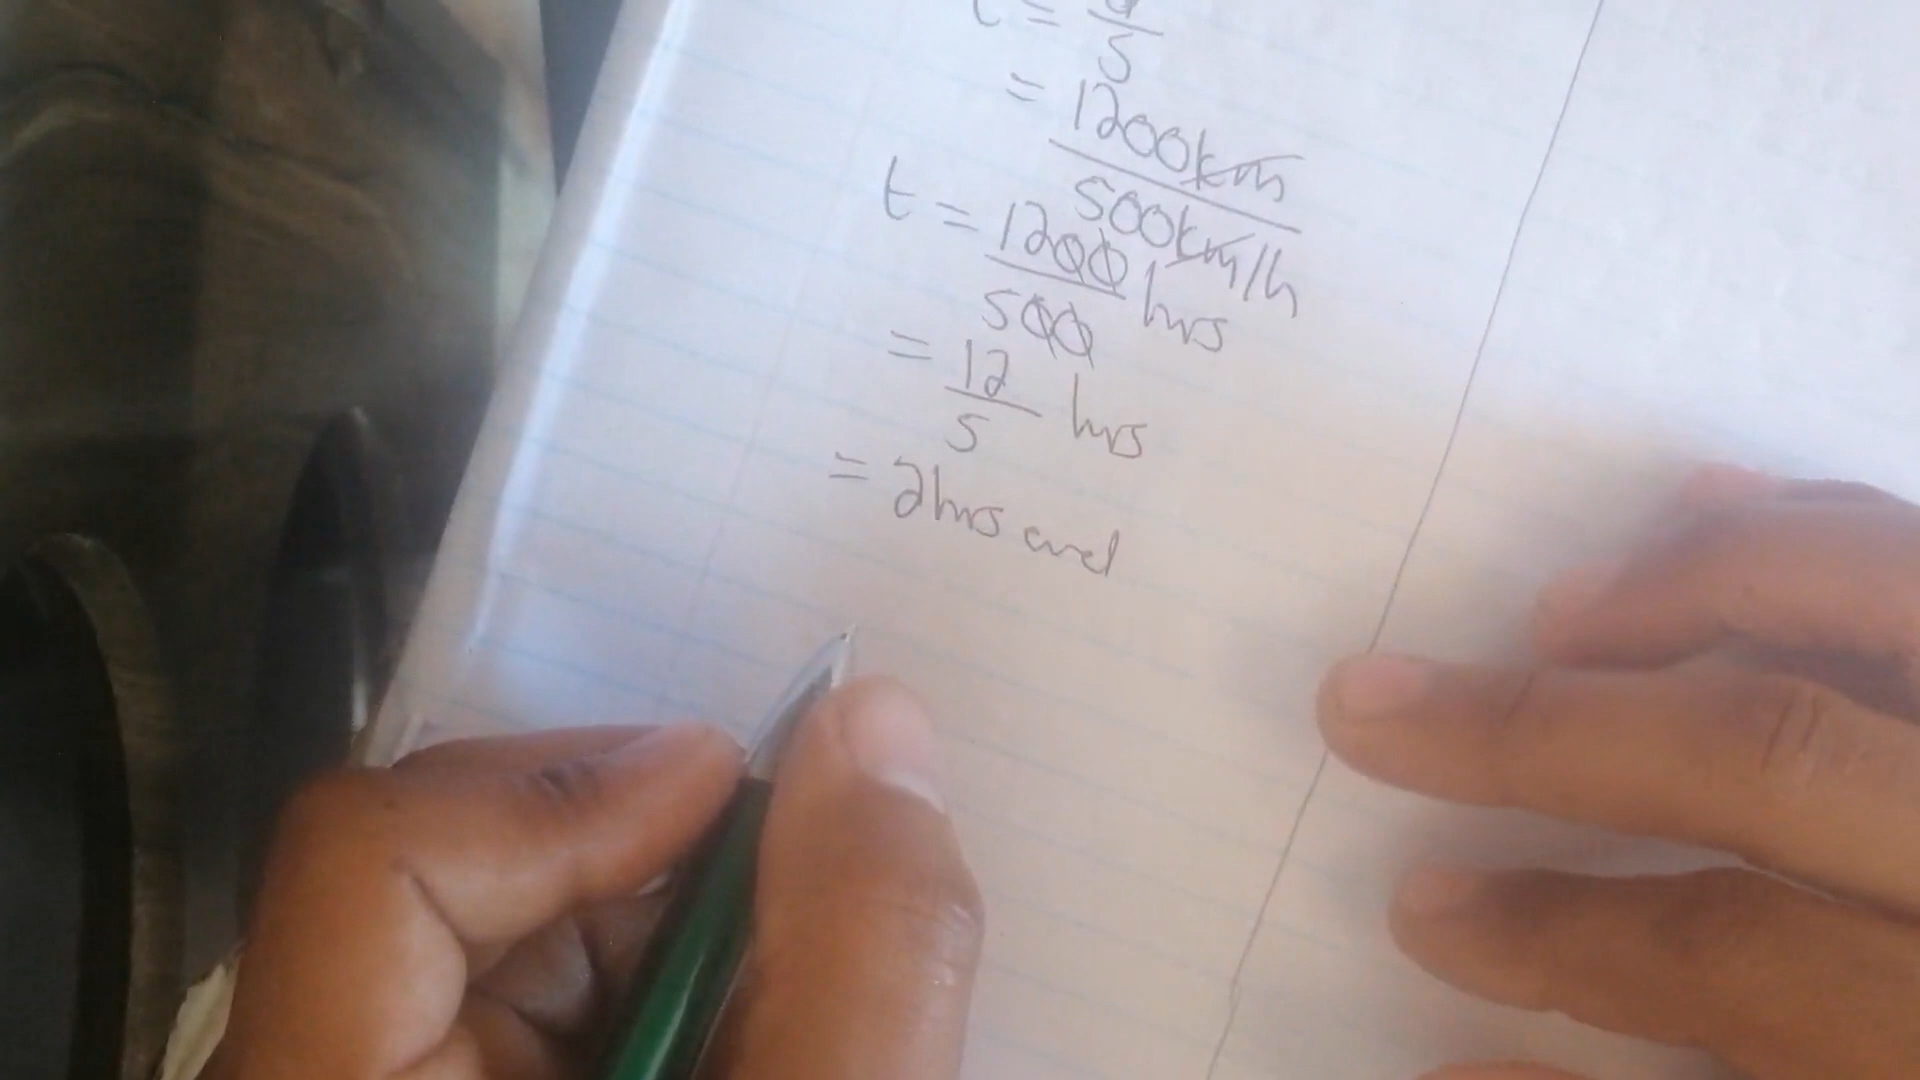 t = d/s
= 1200km/500km/h
t = 1200/500 hrs
= 12/5 hrs
= 2hrs and